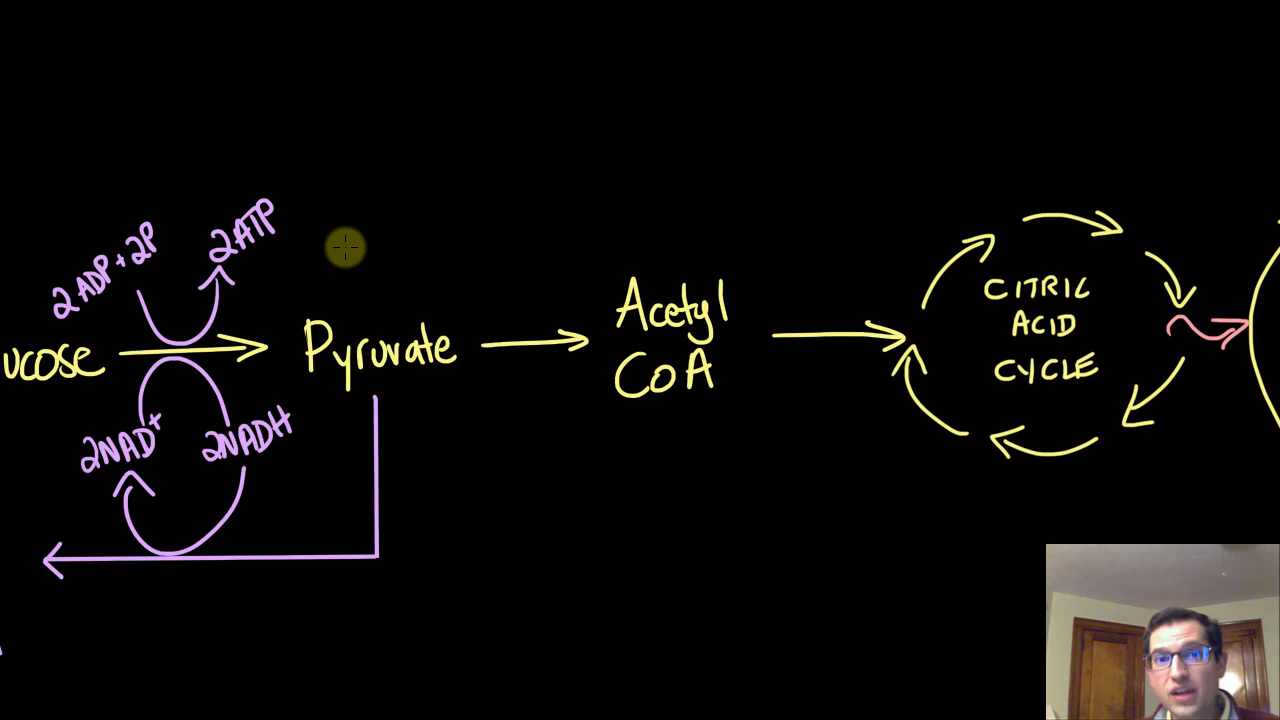 2ADP+2P
2ATP
ucose
Pyruvate
Acetyl
CoA
CITRIC
ACID
CYCLE
2NAD+
2NADH